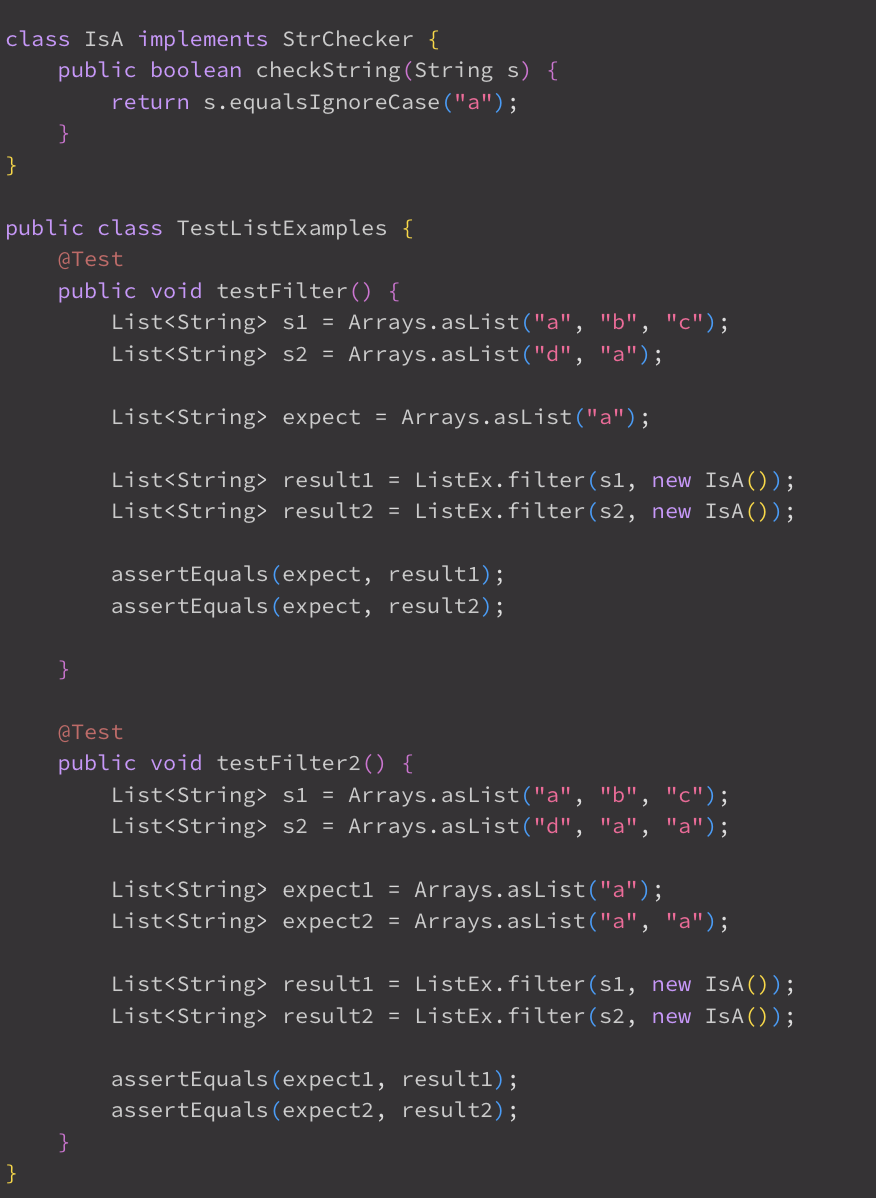 class IsA implements StrChecker {
    public boolean checkString(String s) {
        return s.equalsIgnoreCase("a");
    }
}

public class TestListExamples {
    @Test
    public void testFilter() {
        List<String> s1 = Arrays.asList("a", "b", "c");
        List<String> s2 = Arrays.asList("d", "a");

        List<String> expect = Arrays.asList("a");

        List<String> result1 = ListEx.filter(s1, new IsA());
        List<String> result2 = ListEx.filter(s2, new IsA());

        assertEquals(expect, result1);
        assertEquals(expect, result2);

    }

    @Test
    public void testFilter2() {
        List<String> s1 = Arrays.asList("a", "b", "c");
        List<String> s2 = Arrays.asList("d", "a", "a");

        List<String> expect1 = Arrays.asList("a");
        List<String> expect2 = Arrays.asList("a", "a");

        List<String> result1 = ListEx.filter(s1, new IsA());
        List<String> result2 = ListEx.filter(s2, new IsA());

        assertEquals(expect1, result1);
        assertEquals(expect2, result2);
    }
}